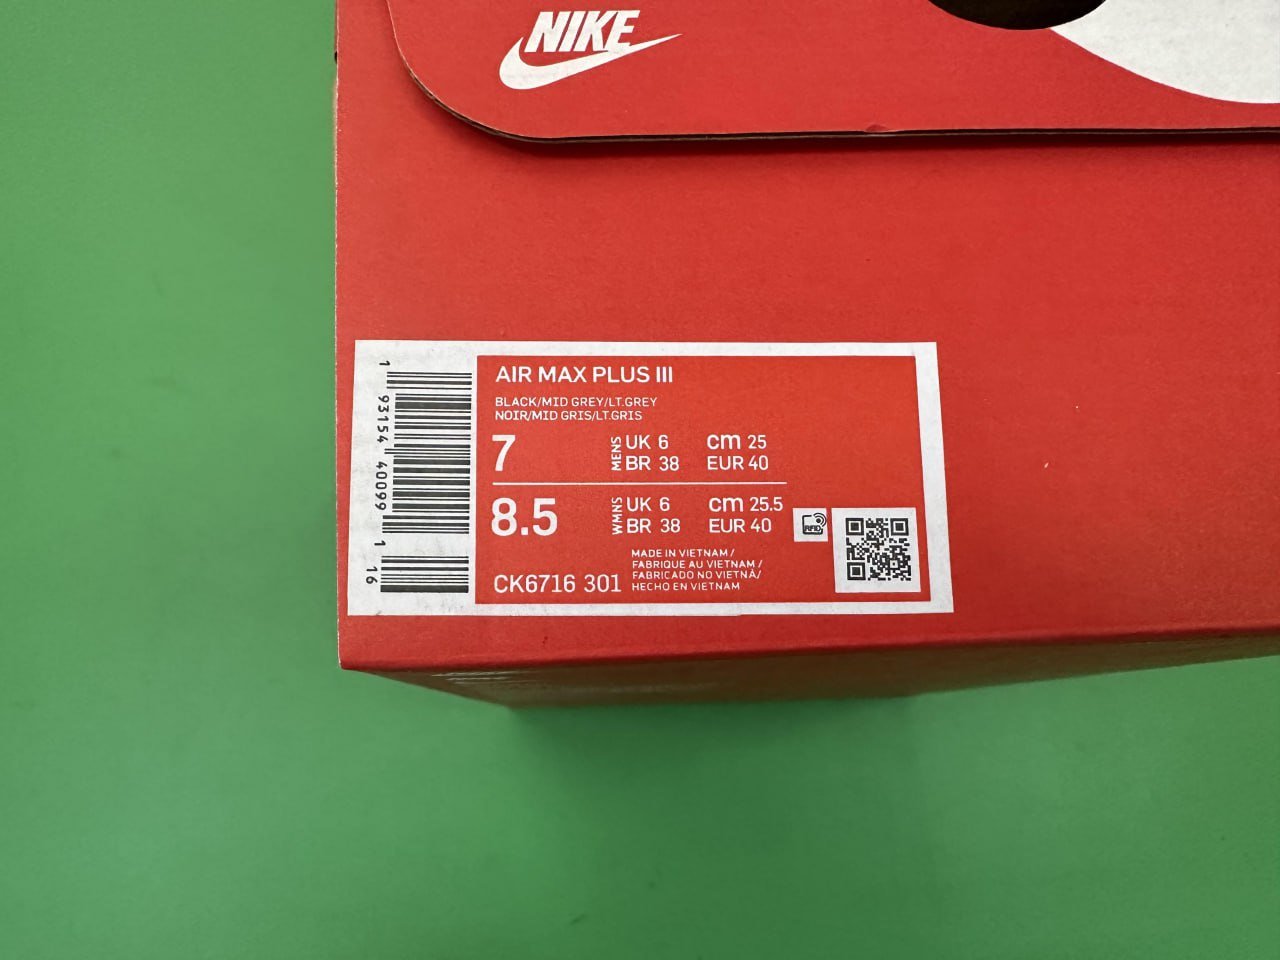 NIKE
AIR MAX PLUS III
BLACK/MID GREY/LT.GREY
NOIR/MID GRIS/LT.GRIS
7 MENS UK 6 cm 25
BR 38 EUR 40
8.5 WMNS UK 6 cm 25.5
BR 38 EUR 40
RFID
MADE IN VIETNAM /
FABRIQUE AU VIETNAM /
FABRICADO NO VIETNÃ/
CK6716 301 HECHO EN VIETNAM
1 93154 40099 1 16